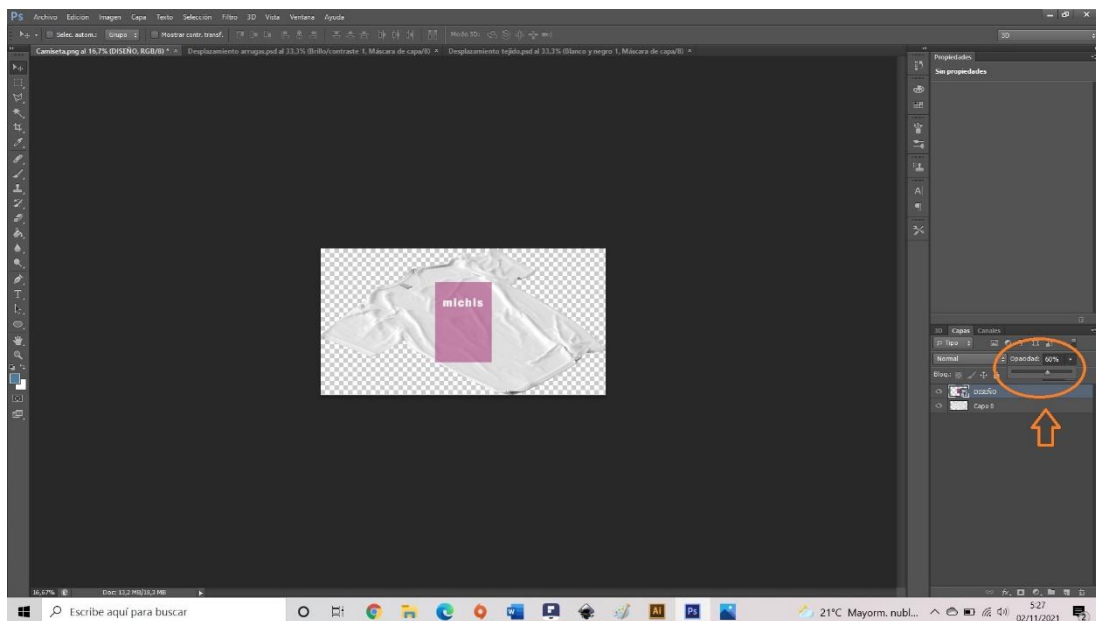 Ps Archivo Edición Imagen Capa Texto Selección Filtro 3D Vista Ventana Ayuda
Selec. autom.: Grupo Mostrar contr. transf. Modo 3D: 3D
Camiseta.png al 16,7% (DISEÑO, RGB/8) * × Desplazamiento arrugas.psd al 33,3% (Brillo/contraste 1, Máscara de capa/8) × Desplazamiento tejido.psd al 33,3% (Blanco y negro 1, Máscara de capa/8) ×
Propiedades
Sin propiedades
michis
3D Capas Canales
Tipo
Normal Opacidad: 60%
Bloq.:
DISEÑO
Capa 0
16,67% Doc: 13,2 MB/18,2 MB
Escribe aquí para buscar
21°C Mayorm. nubl...
5:27
02/11/2021